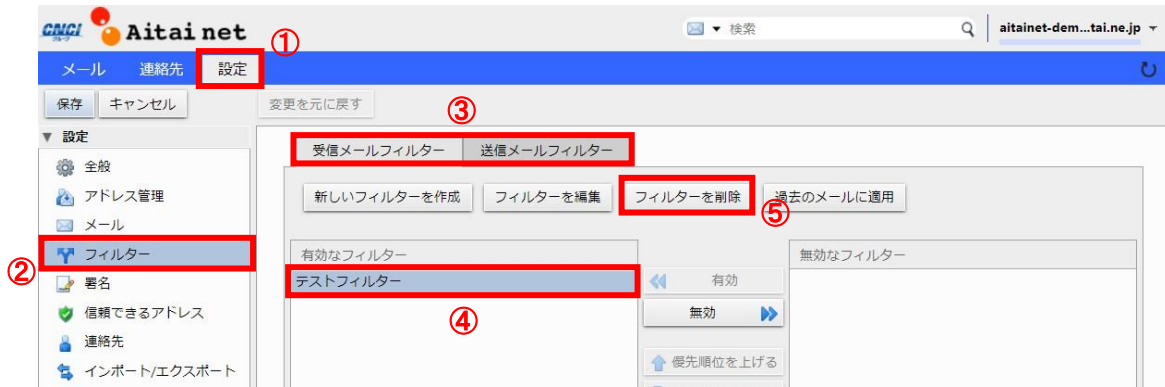 CNCI グループ Aitai net
検索
aitainet-dem...tai.ne.jp
①
メール 連絡先 設定
保存 キャンセル 変更を元に戻す
③
設定
受信メールフィルター 送信メールフィルター
全般
アドレス管理
新しいフィルターを作成 フィルターを編集 フィルターを削除 過去のメールに適用
⑤
メール
② フィルター
有効なフィルター 無効なフィルター
テストフィルター
有効
④
署名
信頼できるアドレス
無効
連絡先
優先順位を上げる
インポート/エクスポート